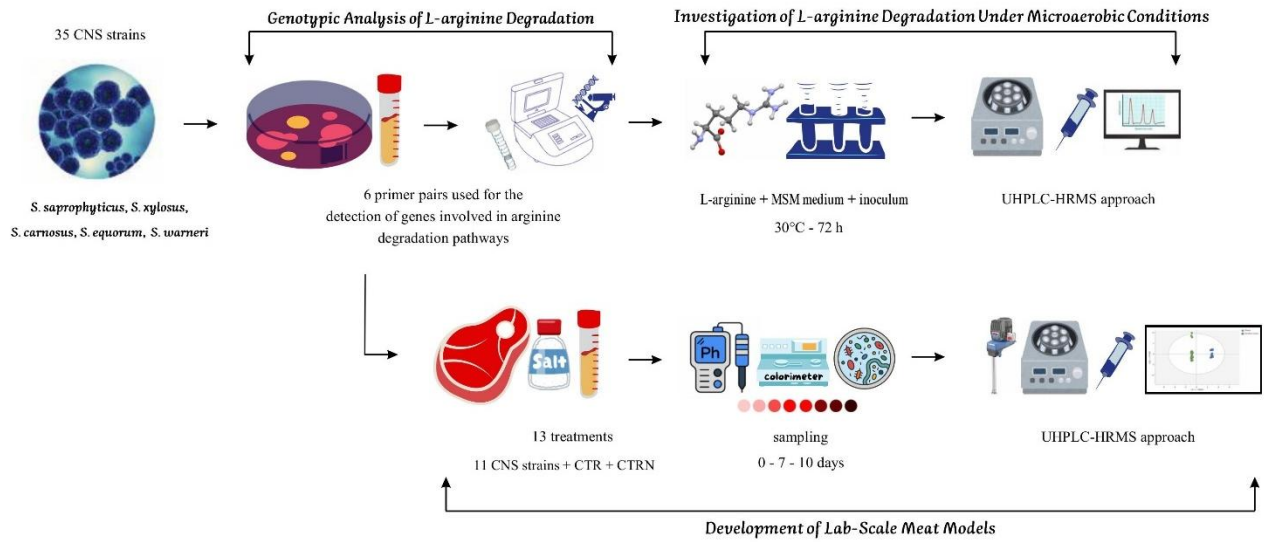 Genotypic Analysis of L-arginine Degradation
Investigation of L-arginine Degradation Under Microaerobic Conditions
35 CNS strains
S. saprophyticus, S. xylosus,
S. carnosus, S. equorum, S. warneri
6 primer pairs used for the
detection of genes involved in arginine
degradation pathways
L-arginine + MSM medium + inoculum
30°C - 72 h
UHPLC-HRMS approach
Salt
Ph
colorimeter
13 treatments
11 CNS strains + CTR + CTRN
sampling
0 - 7 - 10 days
UHPLC-HRMS approach
Development of Lab-Scale Meat Models